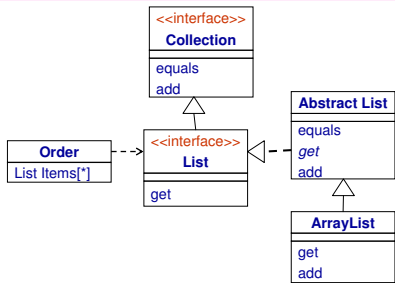 <<interface>>
Collection
equals
add
Abstract List
equals
get
add
Order
List Items[*]
<<interface>>
List
get
ArrayList
get
add